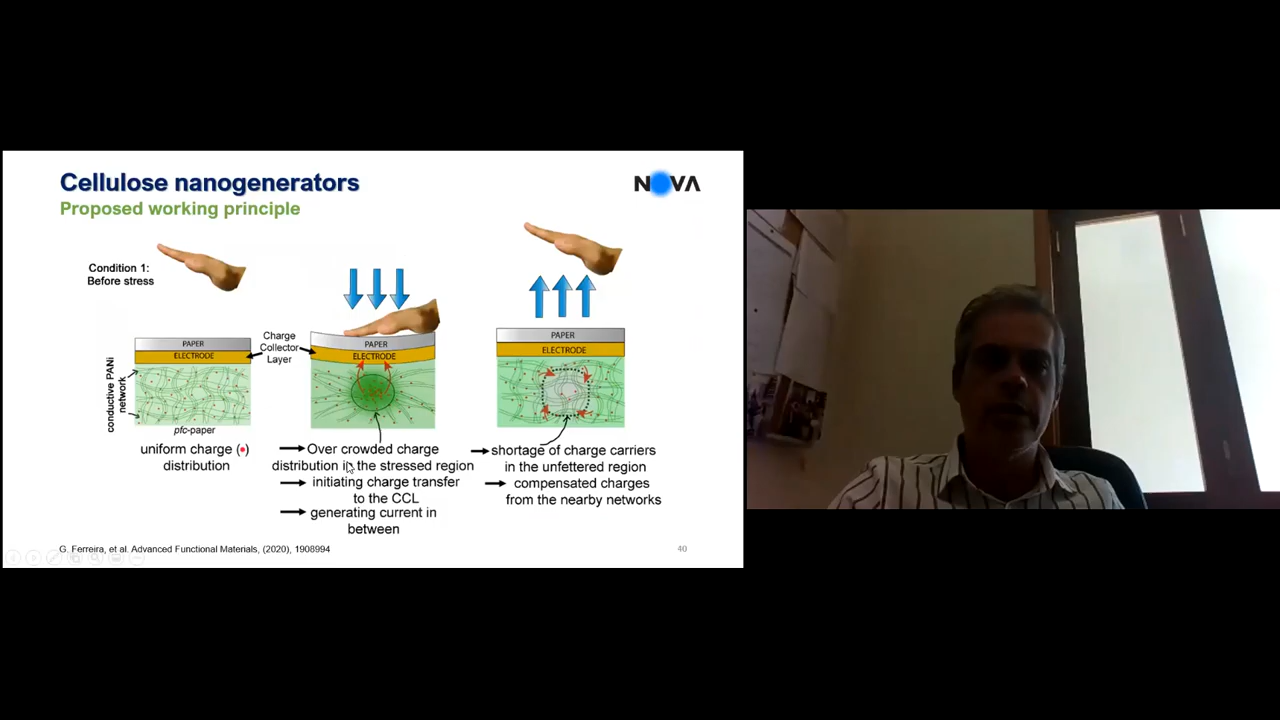 Cellulose nanogenerators
NOVA
Proposed working principle
Condition 1:
Before stress
PAPER
ELECTRODE
Charge
Collector
Layer
PAPER
ELECTRODE
PAPER
ELECTRODE
conductive PANi
network
pfc-paper
uniform charge (•)
distribution
Over crowded charge
distribution in the stressed region
initiating charge transfer
to the CCL
generating current in
between
shortage of charge carriers
in the unfettered region
compensated charges
from the nearby networks
G. Ferreira, et al. Advanced Functional Materials, (2020), 1908994
40